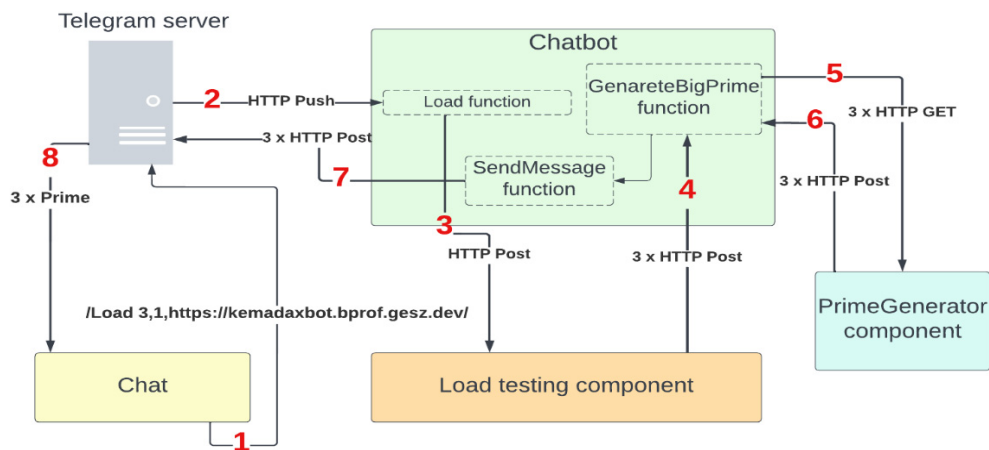 Telegram server
Chatbot
5
2
HTTP Push
Load function
GenareteBigPrime
function
3 x HTTP GET
6
3 x HTTP Post
8
7
SendMessage
function
4
3 x HTTP Post
3 x Prime
3
HTTP Post
3 x HTTP Post
PrimeGenerator
component
/Load 3,1,https://kemadaxbot.bprof.gesz.dev/
Chat
Load testing component
1